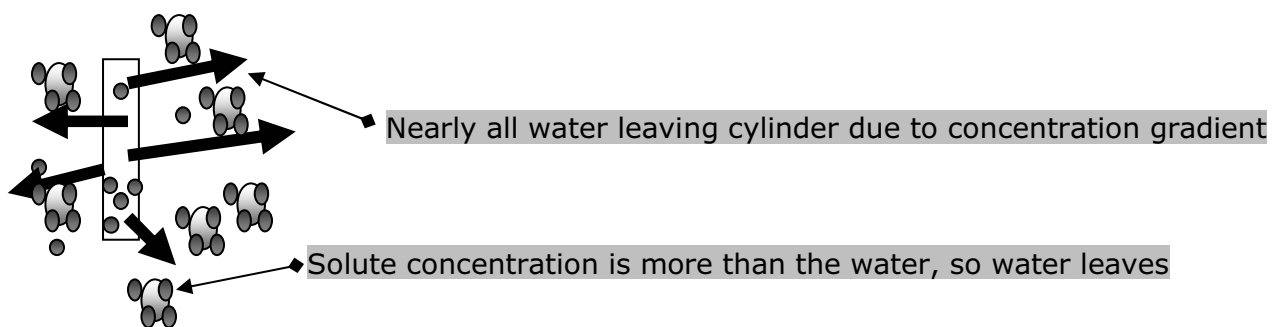 Nearly all water leaving cylinder due to concentration gradient
Solute concentration is more than the water, so water leaves